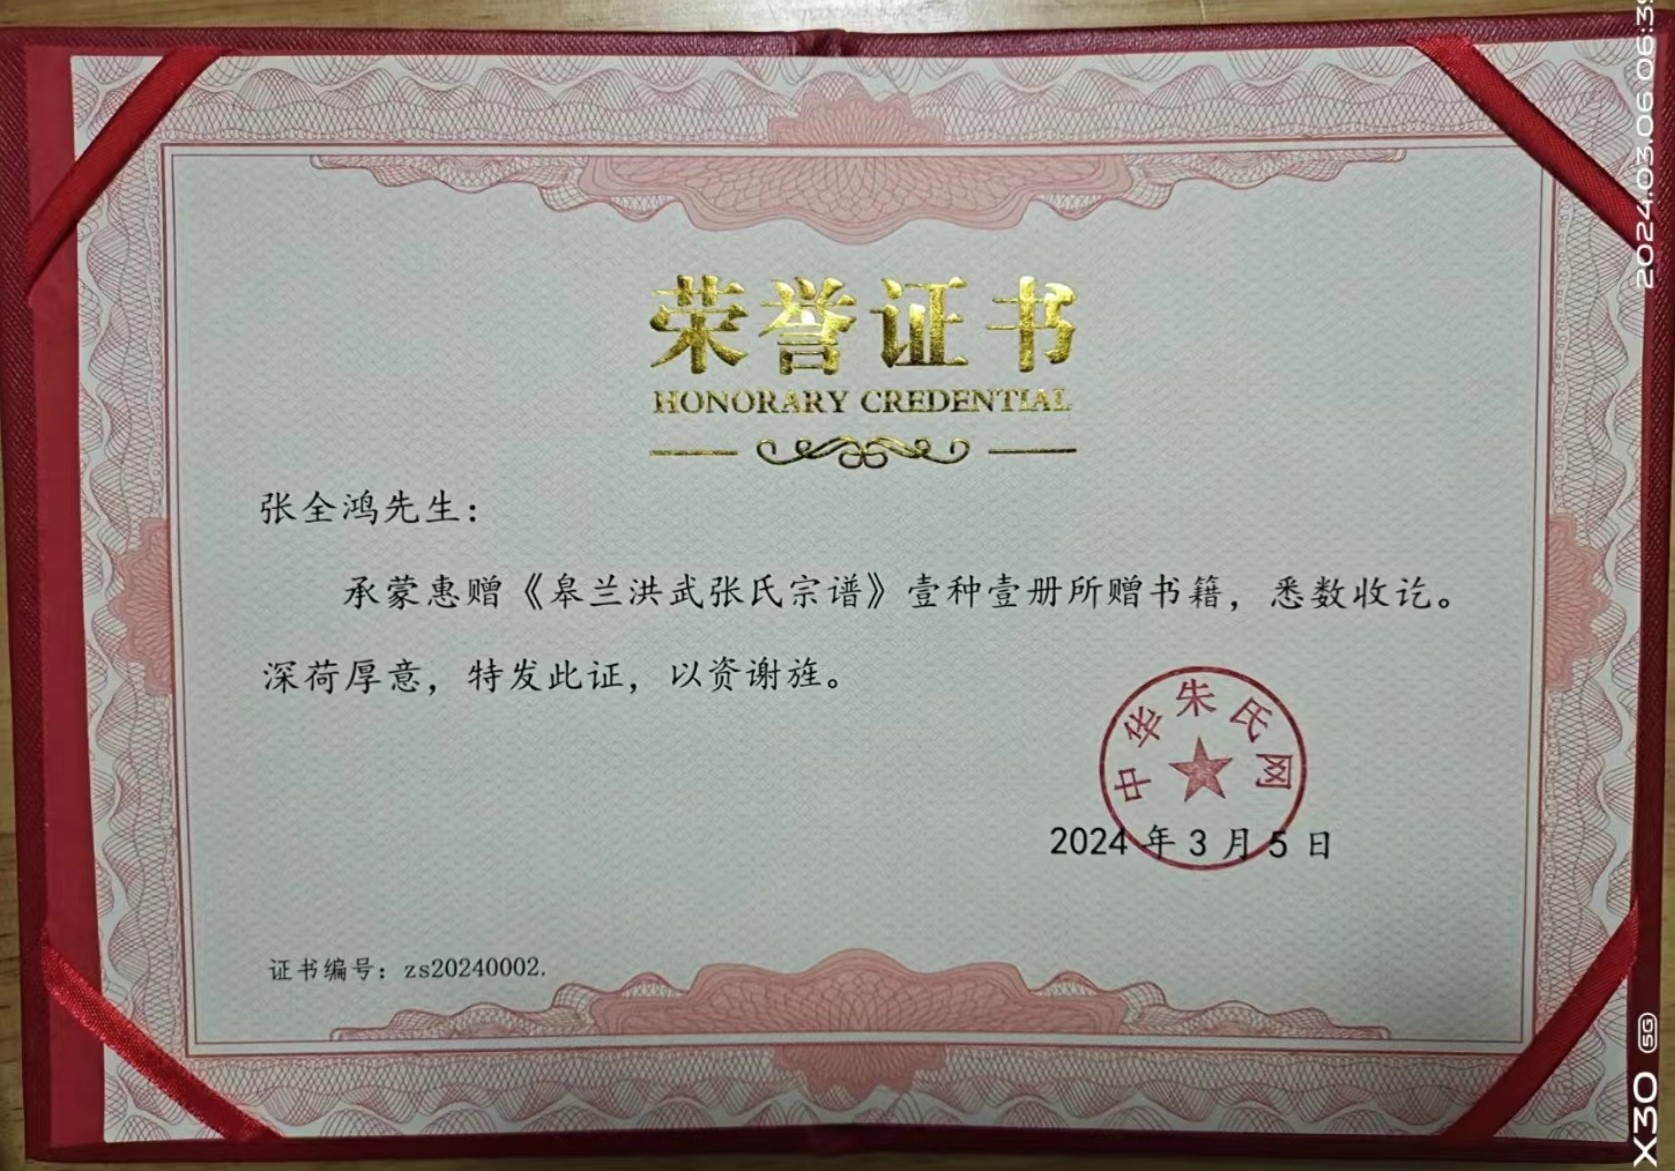 荣誉证书
HONORARY CREDENTIAL
张全鸿先生：
承蒙惠赠《皋兰洪武张氏宗谱》壹种壹册所赠书籍，悉数收讫。
深荷厚意，特发此证，以资谢旌。
中华朱氏网
2024年3月5日
证书编号：zs20240002.
2024.03.06 06:39
X30 5G